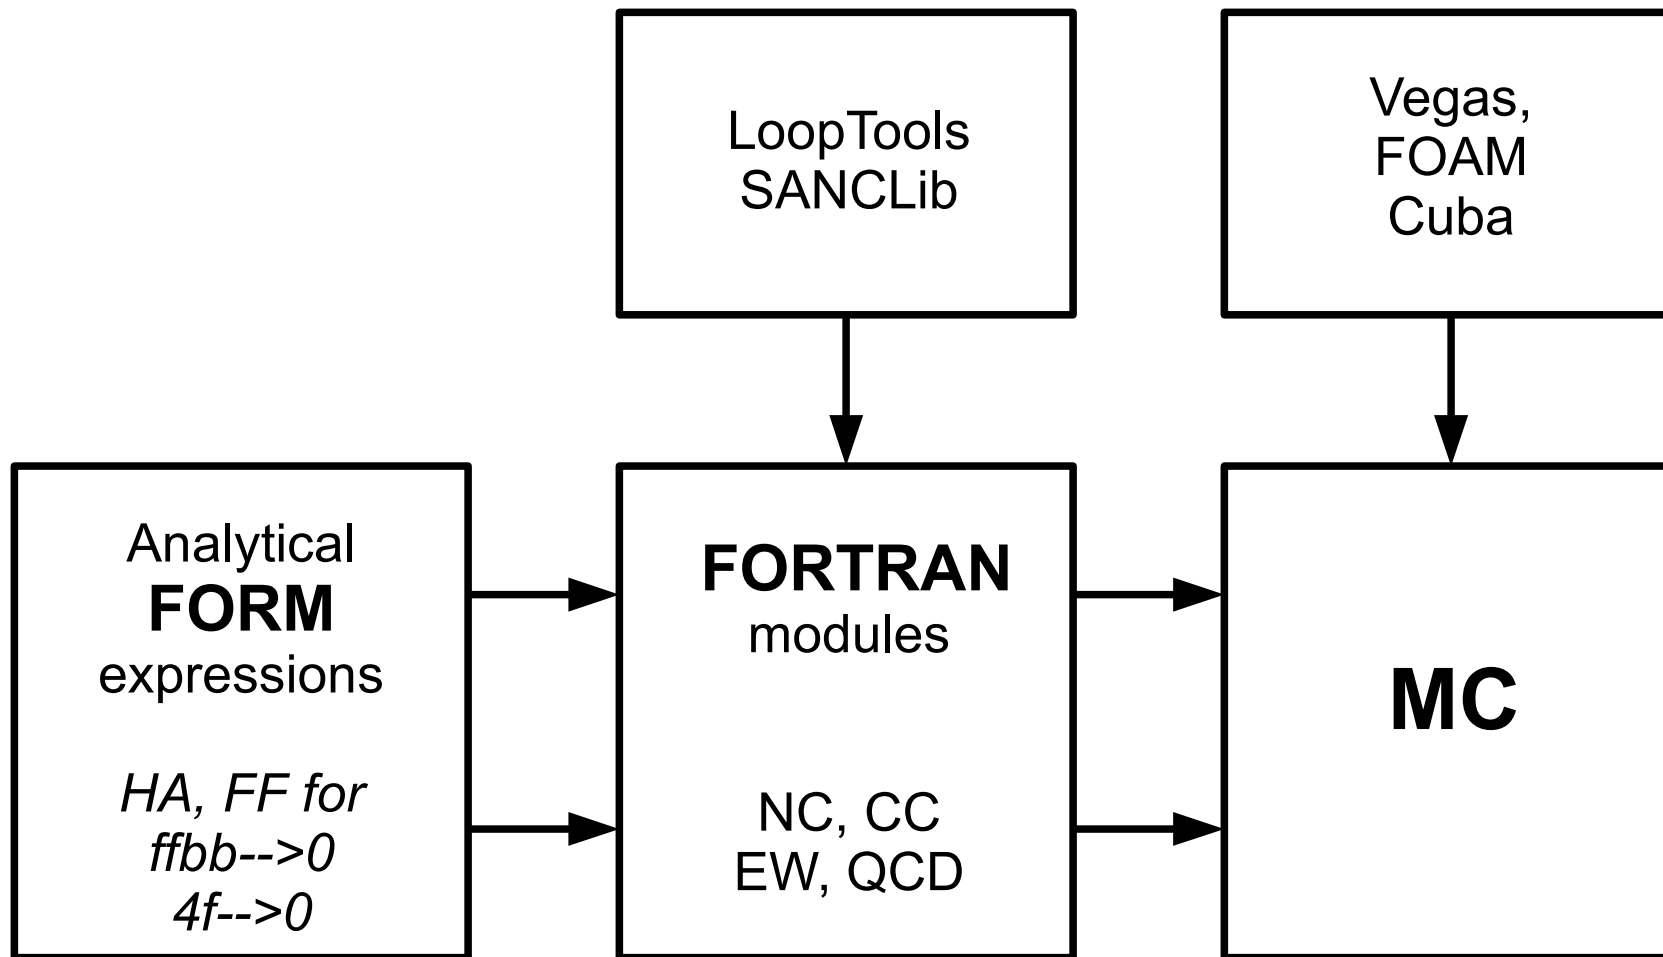 LoopTools
SANCLib
Vegas,
FOAM
Cuba
Analytical
FORM
expressions
HA, FF for
ffbb-->0
4f-->0
FORTRAN
modules
NC, CC
EW, QCD
MC